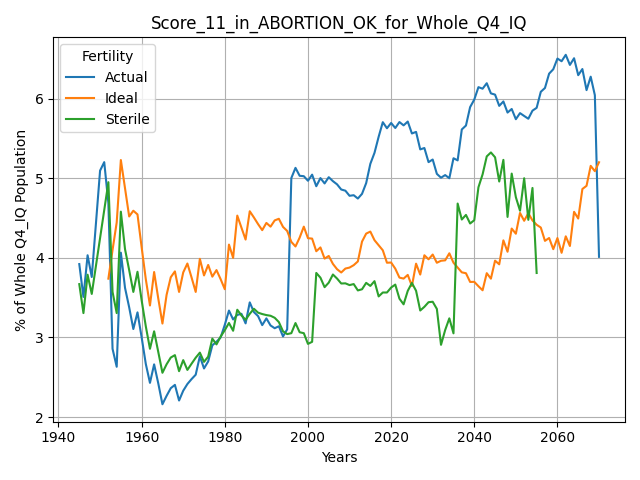 Score_11_in_ABORTION_OK_for_Whole_Q4_IQ
Fertility
Actual
Ideal
Sterile
% of Whole Q4_IQ Population
6
5
4
3
2
1940
1960
1980
2000
2020
2040
2060
Years